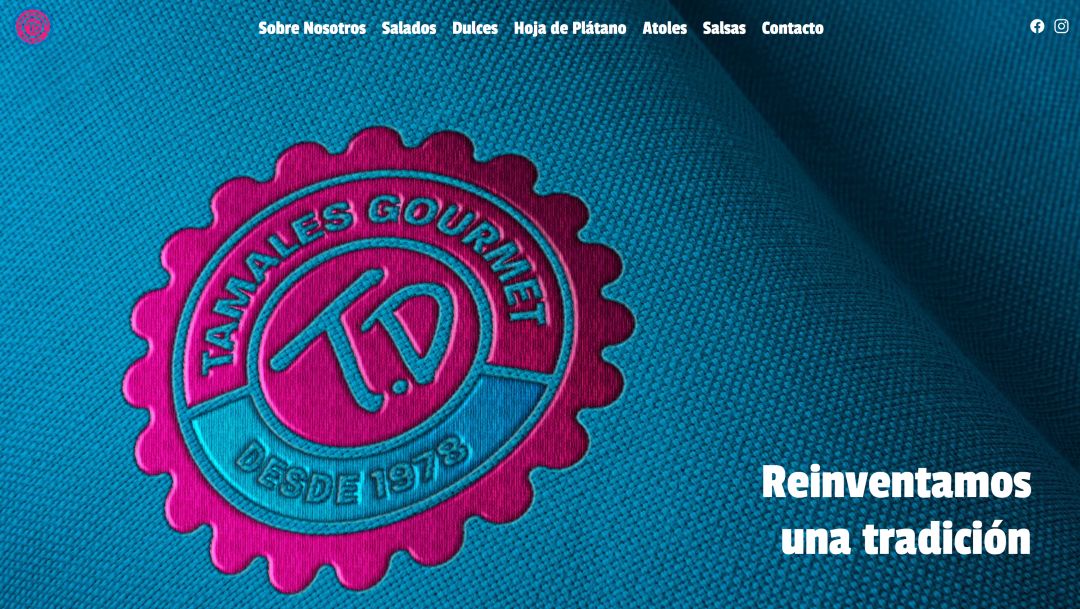 Sobre Nosotros Salados Dulces Hoja de Plátano Atoles Salsas Contacto
TAMALES GOURMET
T.D
DESDE 1978
Reinventamos
una tradición